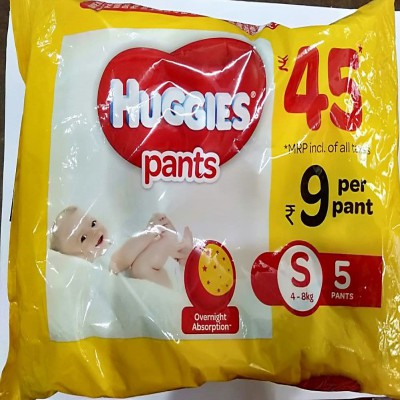 HUGGIES®
pants
₹45*
*MRP incl. of all taxes
₹9 per
pant
S
4 - 8kg
5
PANTS
Overnight
Absorption